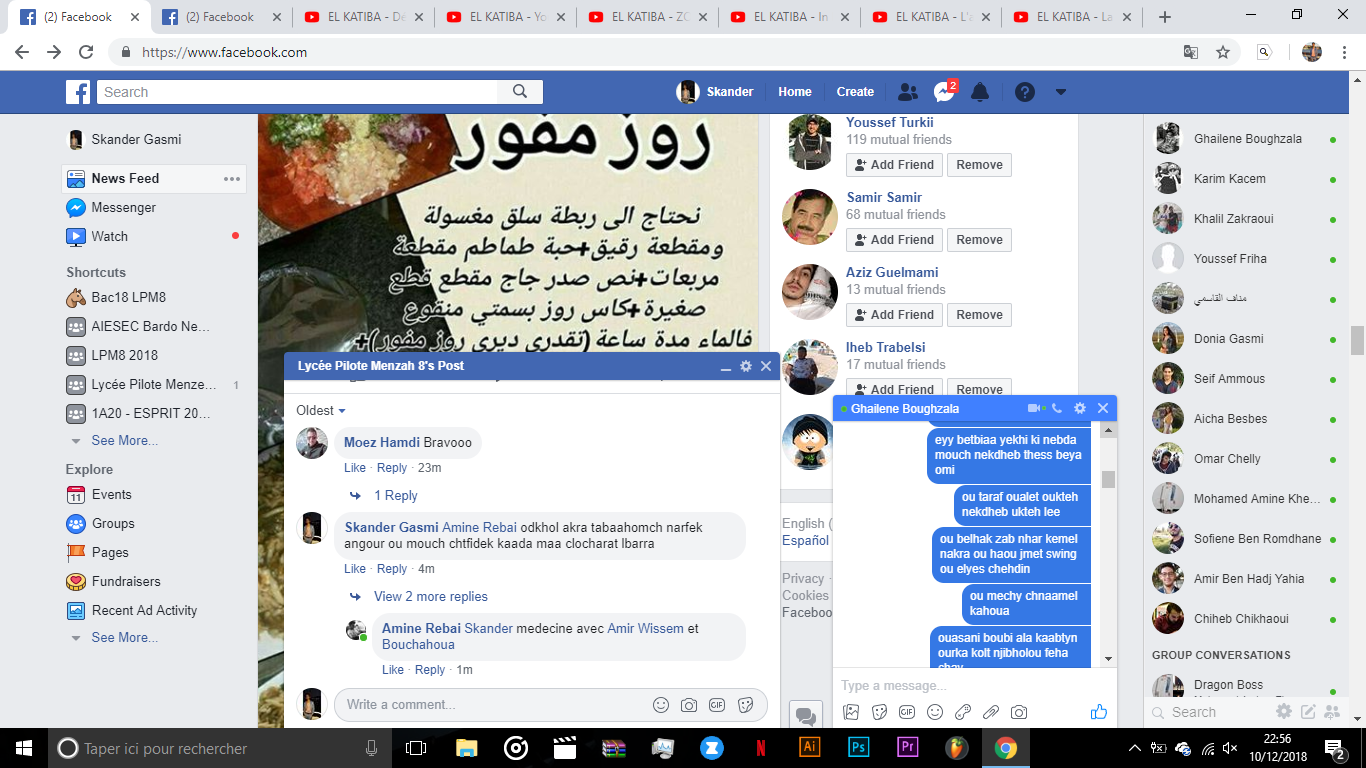 (2) Facebook
(2) Facebook
EL KATIBA - Dé
EL KATIBA - Yo
EL KATIBA - ZC
EL KATIBA - In
EL KATIBA - L'a
EL KATIBA - La
https://www.facebook.com
Search
Skander
Home
Create
2
Skander Gasmi
News Feed
Messenger
Watch
Shortcuts
Bac18 LPM8
AIESEC Bardo Ne...
LPM8 2018
Lycée Pilote Menze... 1
1A20 - ESPRIT 20...
See More...
Explore
11 Events
Groups
Pages
Fundraisers
Recent Ad Activity
See More...
روز مفور
نحتاج الى ربطة سلق مغسولة
ومقطعة رقيق+حبة طماطم مقطعة
مربعات+نص صدر جاج مقطع قطع
صغيرة+كاس روز بسمتي منقوع
فالماء مدة ساعة (تقدري ديري روز مفور)+
Lycée Pilote Menzah 8's Post
Oldest
Moez Hamdi Bravooo
Like · Reply · 23m
1 Reply
Skander Gasmi Amine Rebai odkhol akra tabaahomch narfek
angour ou mouch chtfidek kaada maa clocharat lbarra
Like · Reply · 4m
View 2 more replies
Amine Rebai Skander medecine avec Amir Wissem et
Bouchahoua
Like · Reply · 1m
Write a comment...
GIF
Youssef Turkii
119 mutual friends
Add Friend
Remove
Samir Samir
68 mutual friends
Add Friend
Remove
Aziz Guelmami
13 mutual friends
Add Friend
Remove
Iheb Trabelsi
17 mutual friends
Add Friend
Remove
English (
Español
Privacy ·
Cookies
Faceboo
Ghailene Boughzala
eyy betbiaa yekhi ki nebda
mouch nekdheb thess beya
omi
ou taraf oualet oukteh
nekdheb ukteh lee
ou belhak zab nhar kemel
nakra ou haou jmet swing
ou elyes chehdin
ou mechy chnaamel
kahoua
ouasani boubi ala kaabtyn
ourka kolt njibholou feha
chay
Type a message...
GIF
Ghailene Boughzala
Karim Kacem
Khalil Zakraoui
Youssef Friha
مناف القاسمي
Donia Gasmi
Seif Ammous
Aicha Besbes
Omar Chelly
Mohamed Amine Khe...
Sofiene Ben Romdhane
Amir Ben Hadj Yahia
Chiheb Chikhaoui
GROUP CONVERSATIONS
Dragon Boss
Search
Taper ici pour rechercher
N
Ai
Ps
Pr
22:56
10/12/2018
2